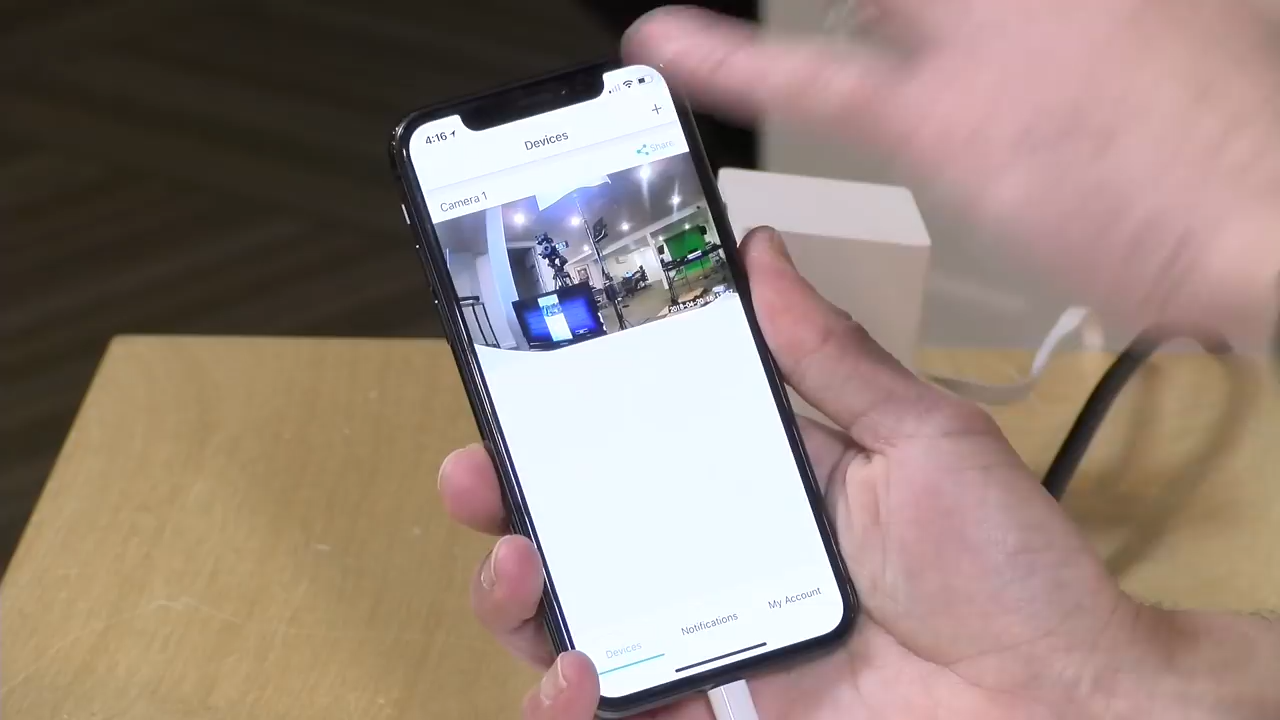 4:16
Devices
Share
Camera 1
Devices
Notifications
My Account